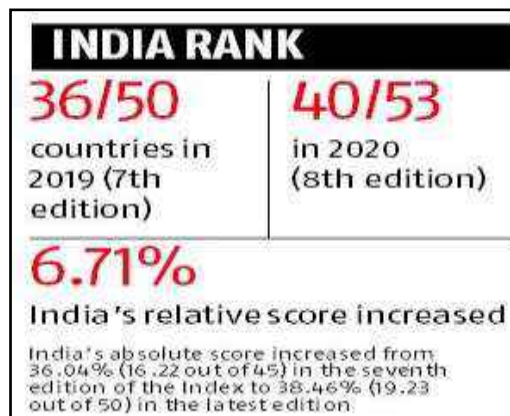 INDIA RANK
36/50
countries in
2019 (7th
edition)
40/53
in 2020
(8th edition)
6.71%
India's relative score increased
India's absolute score increased from
36.04% (16.22 out of 45) in the seventh
edition of the Index to 38.46% (19.23
out of 50) in the latest edition